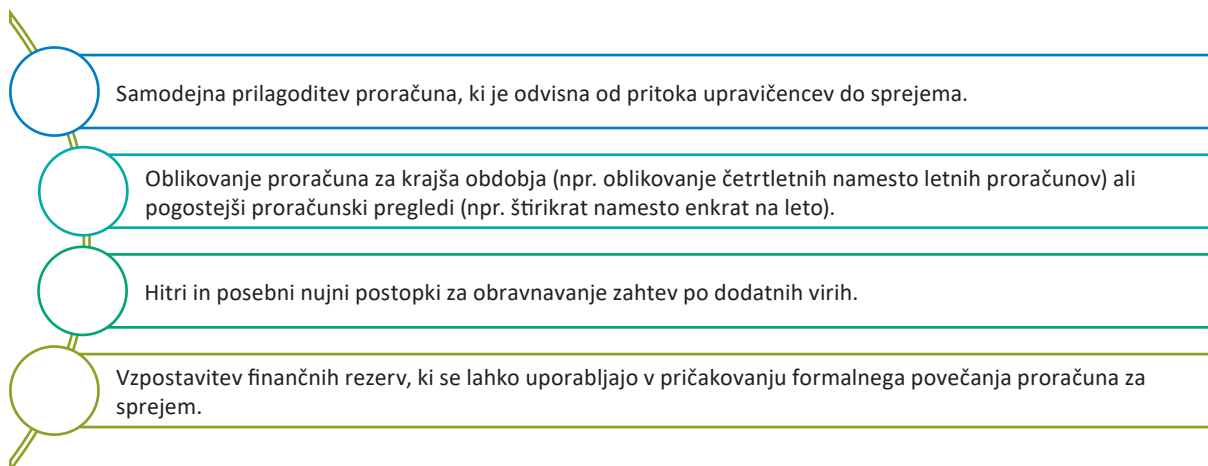 Samodejna prilagoditev proračuna, ki je odvisna od pritoka upravičencev do sprejema.
Oblikovanje proračuna za krajša obdobja (npr. oblikovanje četrtletnih namesto letnih proračunov) ali
pogostejši proračunski pregledi (npr. štirikrat namesto enkrat na leto).
Hitri in posebni nujni postopki za obravnavanje zahtev po dodatnih virih.
Vzpostavitev finančnih rezerv, ki se lahko uporabljajo v pričakovanju formalnega povečanja proračuna za
sprejem.